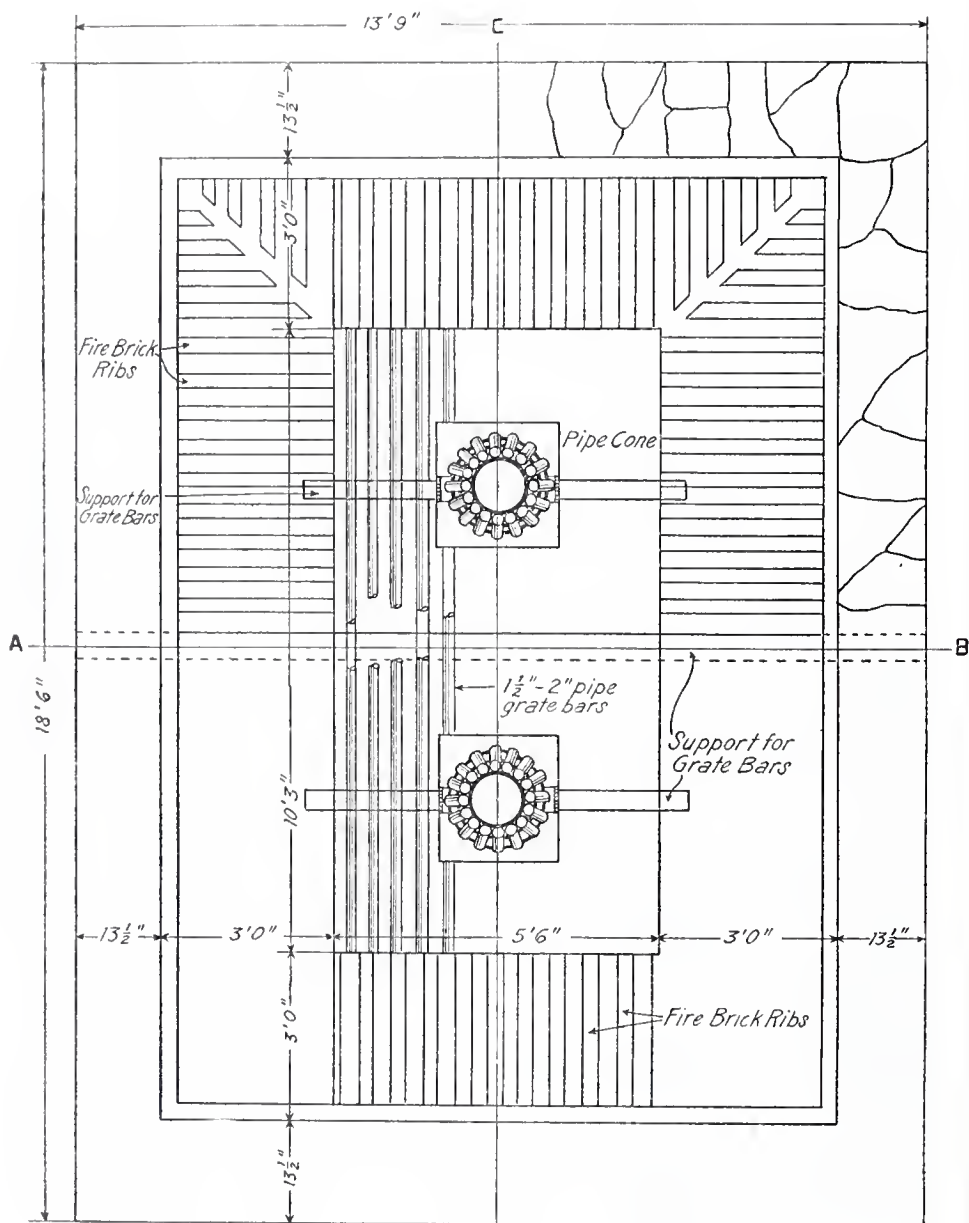 13'9"
C
13½"
3'0"
Fire Brick
Ribs
Pipe Cone
Support for
Grate Bars
A
B
18'6"
1½"-2" pipe
grate bars
Support for
Grate Bars
10'3"
13½"
3'0"
5'6"
3'0"
13½"
3'0"
Fire Brick Ribs
13½"